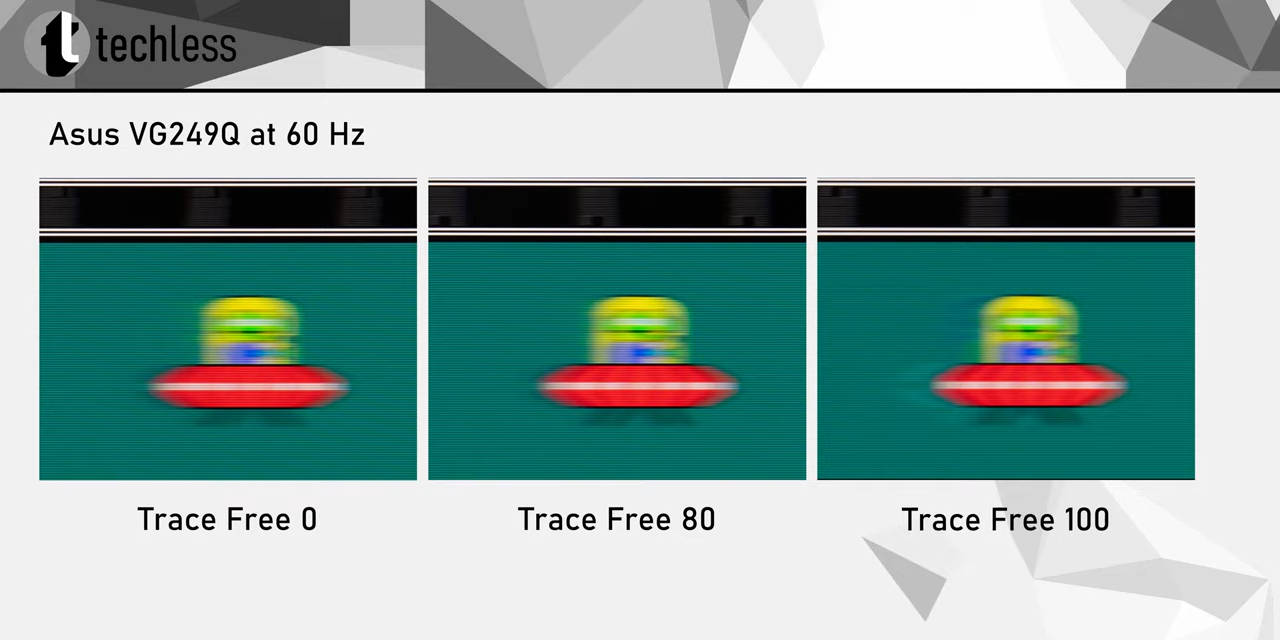 techless
Asus VG249Q at 60 Hz
Trace Free 0
Trace Free 80
Trace Free 100